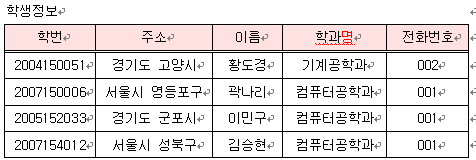 학생정보
학번 주소 이름 학과명 전화번호
2004150051 경기도 고양시 황도경 기계공학과 002
2007150006 서울시 영등포구 곽나리 컴퓨터공학과 001
2005152033 경기도 군포시 이민구 컴퓨터공학과 001
2007154012 서울시 성북구 김승현 컴퓨터공학과 001